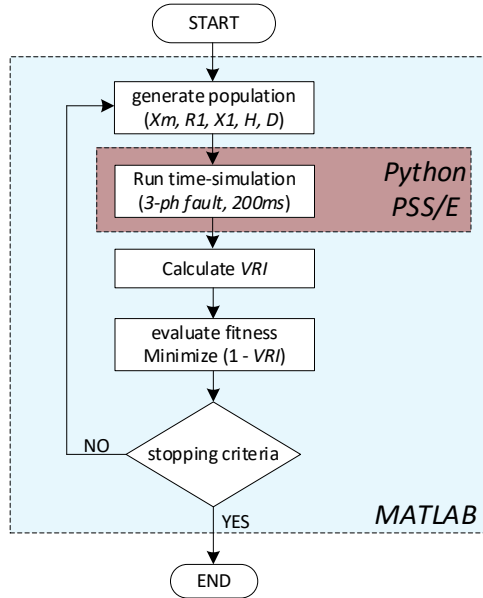 START
generate population
(Xm, R1, X1, H, D)
Run time-simulation
(3-ph fault, 200ms)
Python
PSS/E
Calculate VRI
evaluate fitness
Minimize (1 - VRI)
stopping criteria
NO
YES
MATLAB
END